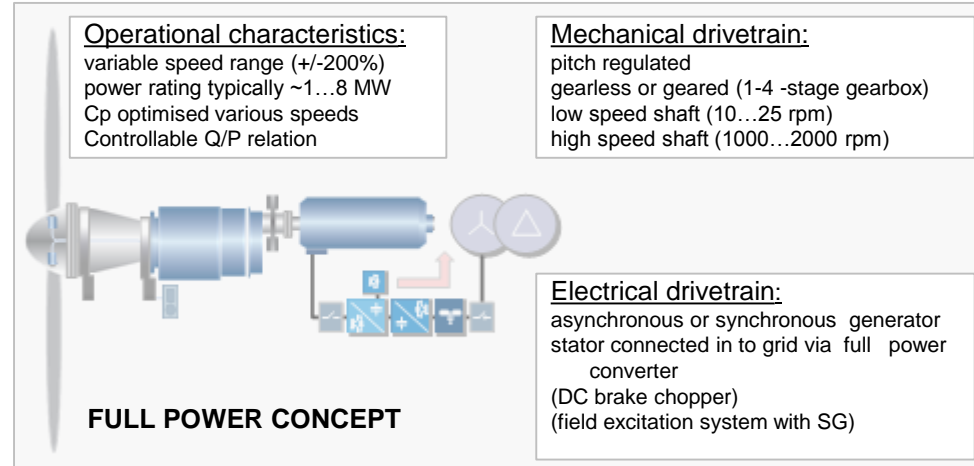 Operational characteristics:
variable speed range (+/-200%)
power rating typically ~1…8 MW
Cp optimised various speeds
Controllable Q/P relation
Mechanical drivetrain:
pitch regulated
gearless or geared (1-4 -stage gearbox)
low speed shaft (10…25 rpm)
high speed shaft (1000…2000 rpm)
Electrical drivetrain:
asynchronous or synchronous generator
stator connected in to grid via full power
converter
(DC brake chopper)
(field excitation system with SG)
FULL POWER CONCEPT